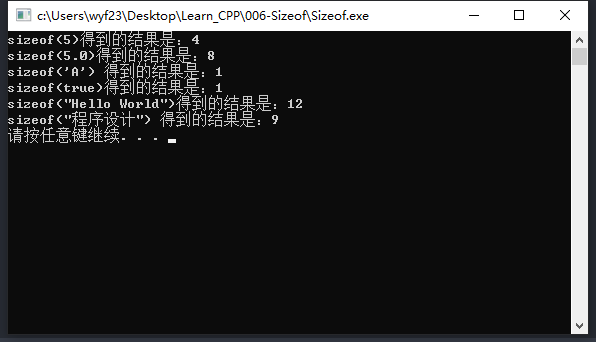 c:\Users\wyf23\Desktop\Learn_CPP\006-Sizeof\Sizeof.exe
sizeof(5)得到的结果是：4
sizeof(5.0)得到的结果是：8
sizeof('A') 得到的结果是：1
sizeof(true)得到的结果是：1
sizeof("Hello World")得到的结果是：12
sizeof("程序设计") 得到的结果是：9
请按任意键继续. . .